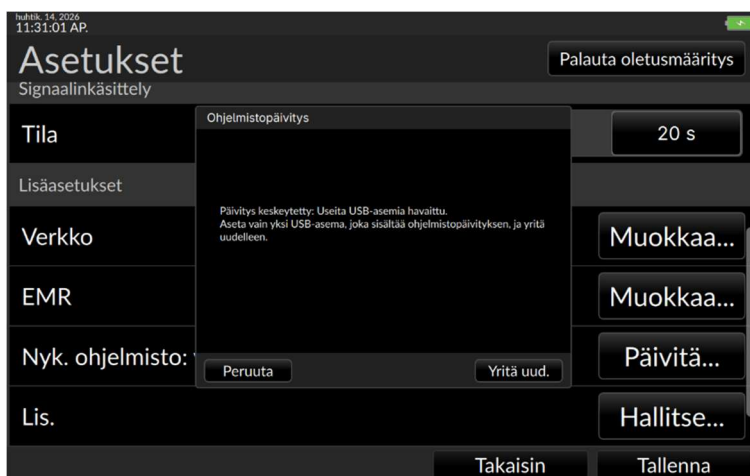 huhtik. 14, 2026
11:31:01 AP.
Asetukset
Palauta oletusmääritys
Signaalinkäsittely
Ohjelmistopäivitys
Tila
20 s
Lisäasetukset
Päivitys keskeytetty: Useita USB-asemia havaittu.
Aseta vain yksi USB-asema, joka sisältää ohjelmistopäivityksen, ja yritä
uudelleen.
Verkko
Muokkaa...
EMR
Muokkaa...
Nyk. ohjelmisto:
Päivitä...
Peruuta
Yritä uud.
Lis.
Hallitse...
Takaisin
Tallenna